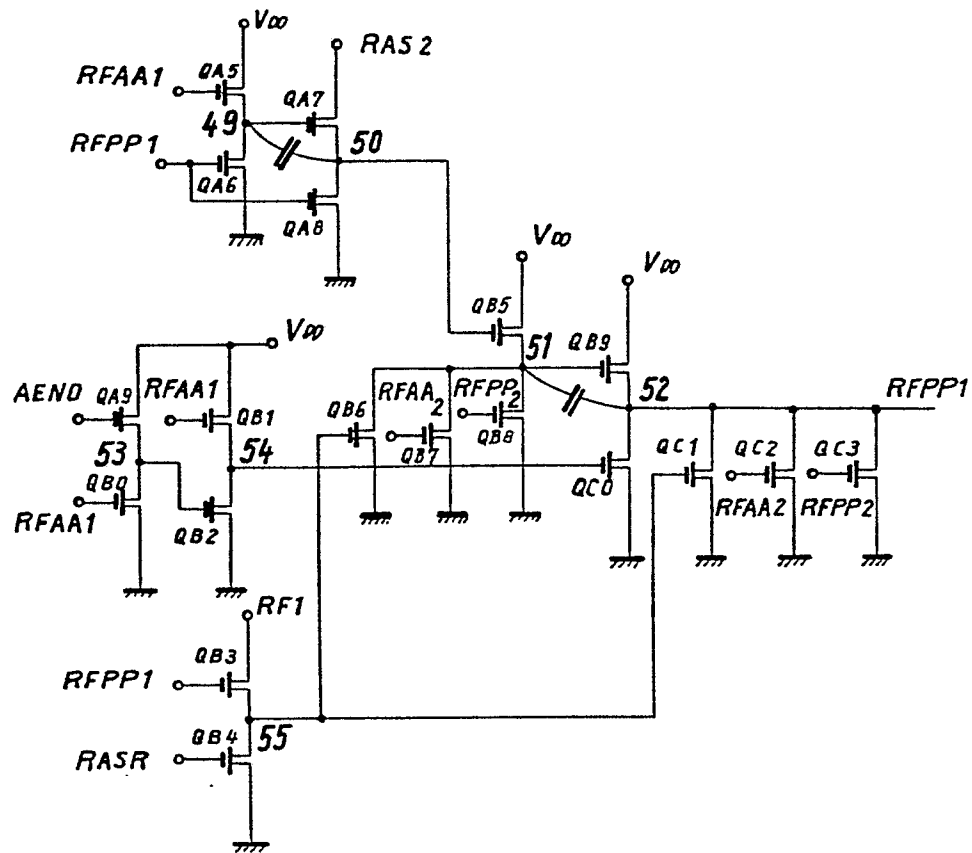 VDD
RAS2
RFAA1
QA5
QA7
49
50
RFPP1
QA6
QA8
VDD
VDD
QB5
51
QB9
VDD
AEND
QA9
RFAA1
QB1
RFAA2
RFPP2
52
RFPP1
QB6
53
54
QB7
QB8
QC1
QC2
QC3
QB0
QC0
RFAA1
QB2
RFAA2
RFPP2
RF1
QB3
RFPP1
55
QB4
RASR